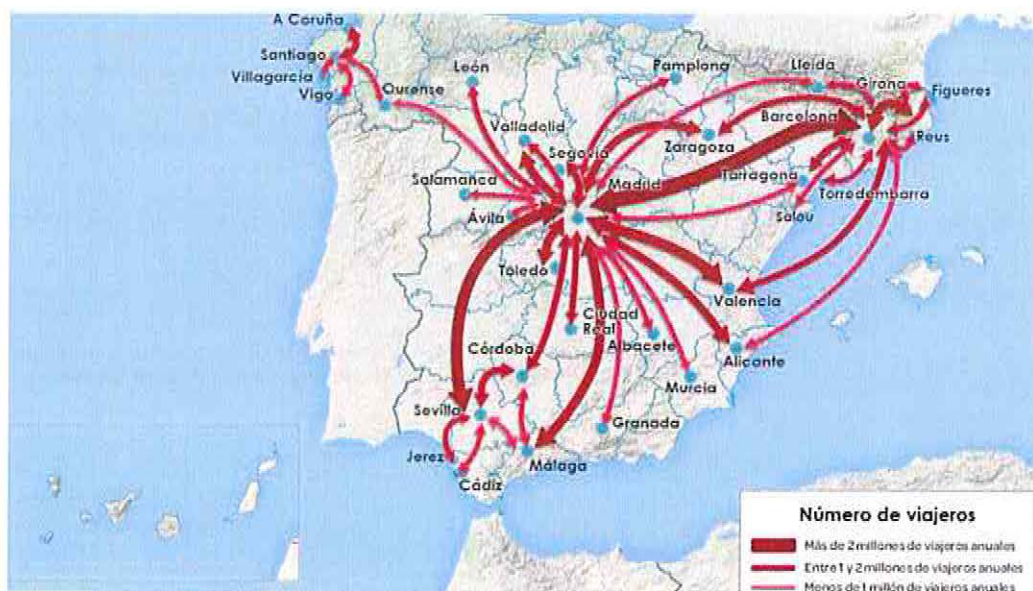 A Coruña
Santiago
Villagarcía
Vigo
Ourense
León
Pamplona
Lleida
Girona
Figueres
Valladolid
Segovia
Zaragoza
Barcelona
Reus
Salamanca
Madrid
Tarragona
Torredembarra
Ávila
Salou
Toledo
Valencia
Ciudad
Real
Albacete
Córdoba
Alicante
Murcia
Sevilla
Granada
Jerez
Málaga
Cádiz
Número de viajeros
Más de 2 millones de viajeros anuales
Entre 1 y 2 millones de viajeros anuales
Menos de 1 millón de viajeros anuales